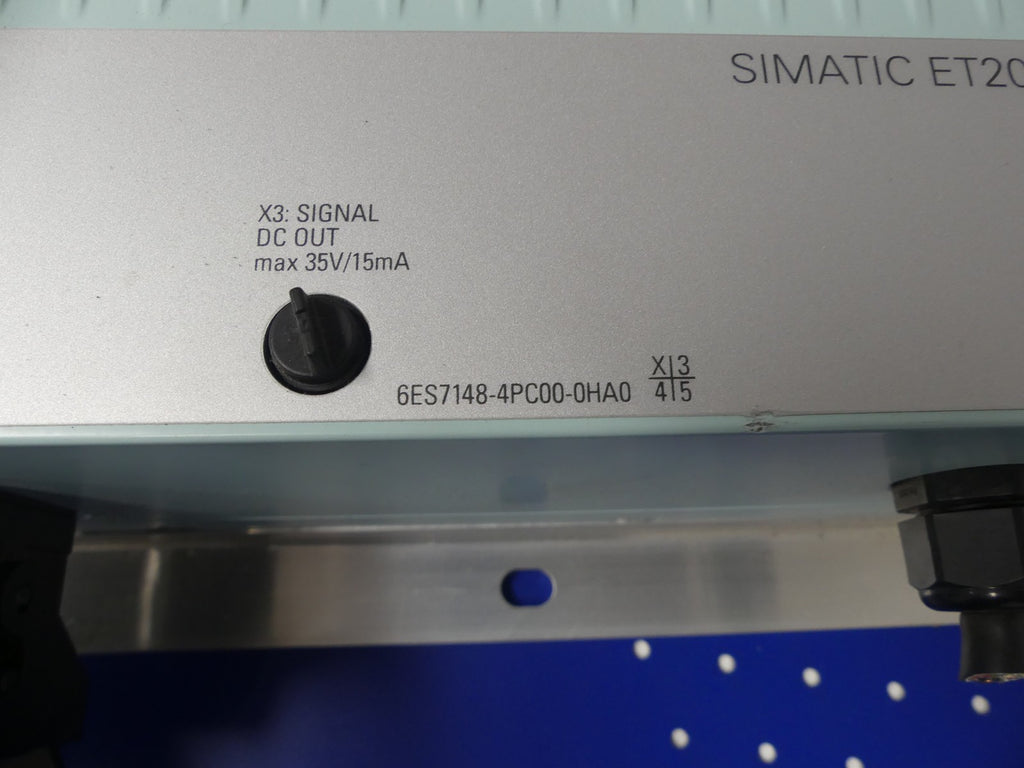 SIMATIC ET20
X3: SIGNAL
DC OUT
max 35V/15mA
6ES7148-4PC00-0HA0
X 3
4 5